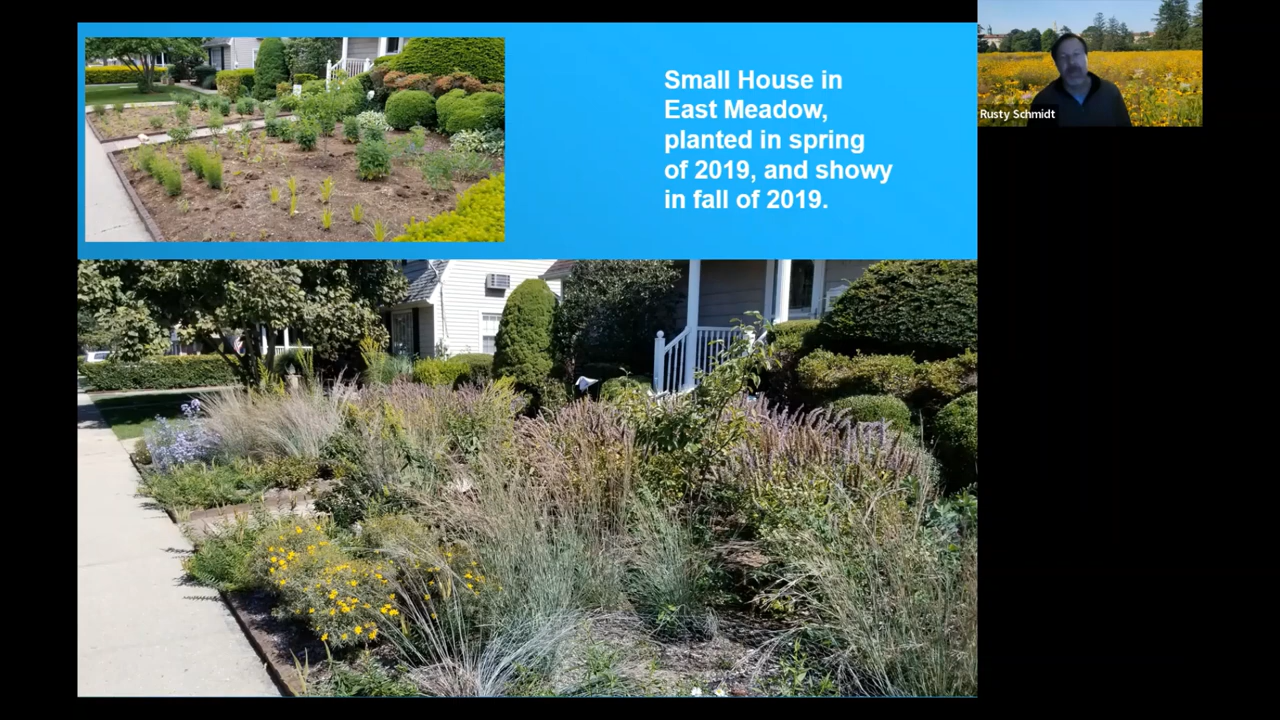 Small House in
East Meadow,
planted in spring
of 2019, and showy
in fall of 2019.
Rusty Schmidt